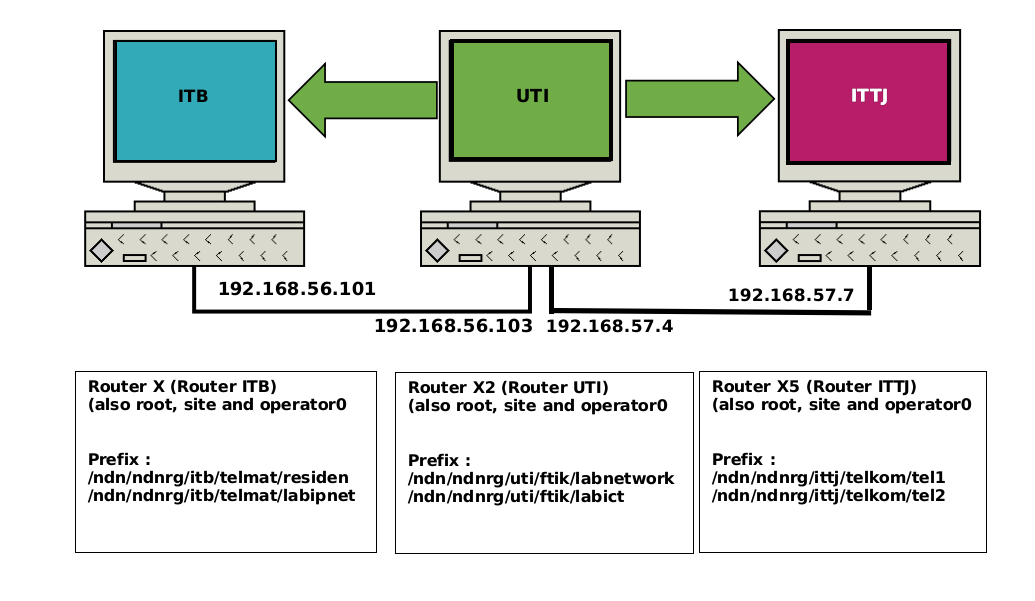 ITB
UTI
ITTJ
192.168.56.101
192.168.57.7
192.168.56.103
192.168.57.4
Router X (Router ITB)
(also root, site and operator0
Prefix :
/ndn/ndnrg/itb/telmat/residen
/ndn/ndnrg/itb/telmat/labipnet
Router X2 (Router UTI)
(also root, site and operator0
Prefix :
/ndn/ndnrg/uti/ftik/labnetwork
/ndn/ndnrg/uti/ftik/labict
Router X5 (Router ITTJ)
(also root, site and operator0
Prefix :
/ndn/ndnrg/ittj/telkom/tel1
/ndn/ndnrg/ittj/telkom/tel2